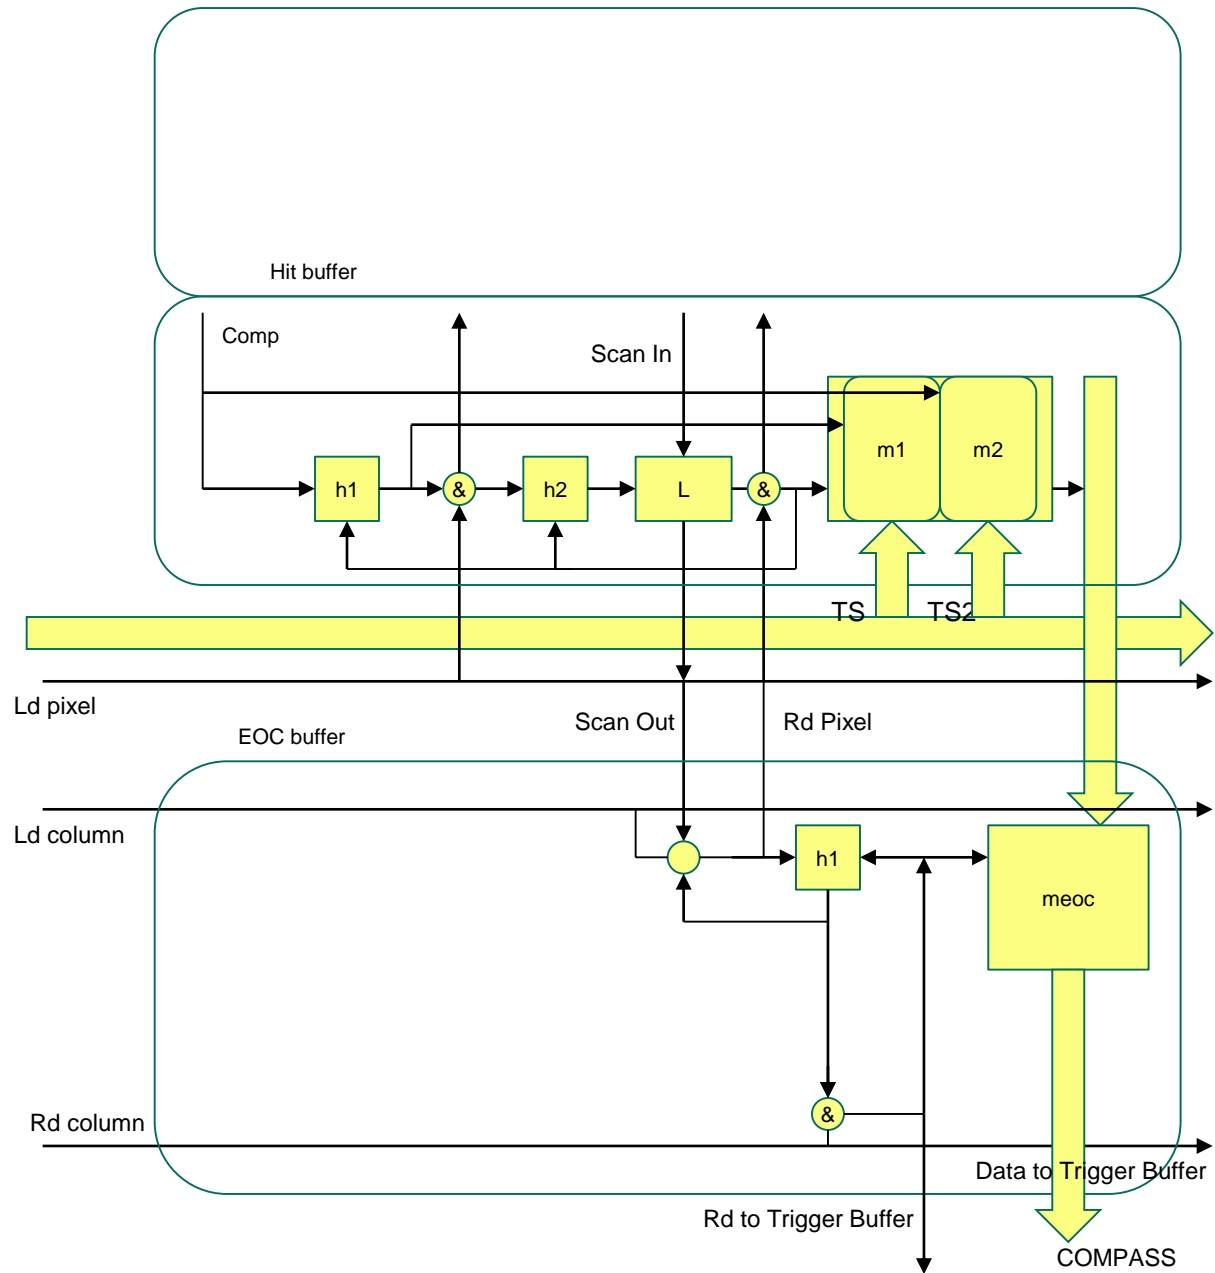 Hit buffer
Comp
Scan In
m1
m2
h1
&
h2
L
&
TS
TS2
Ld pixel
Scan Out
Rd Pixel
EOC buffer
Ld column
h1
meoc
&
Rd column
Data to Trigger Buffer
Rd to Trigger Buffer
COMPASS